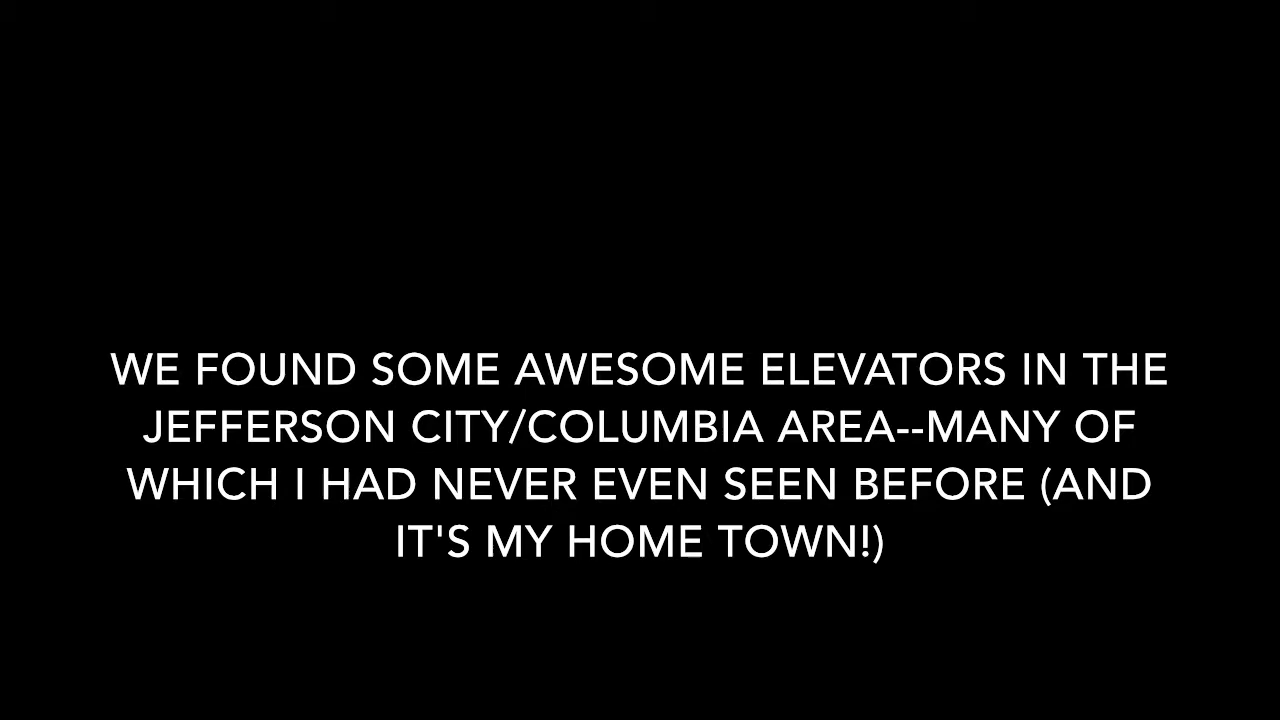 WE FOUND SOME AWESOME ELEVATORS IN THE
JEFFERSON CITY/COLUMBIA AREA--MANY OF
WHICH I HAD NEVER EVEN SEEN BEFORE (AND
IT'S MY HOME TOWN!)